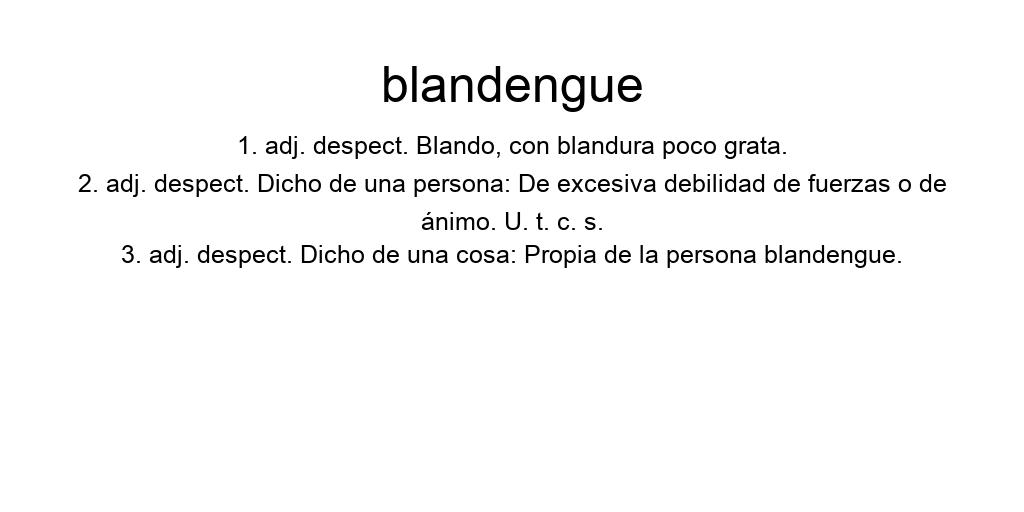 blandengue
1. adj. despect. Blando, con blandura poco grata.
2. adj. despect. Dicho de una persona: De excesiva debilidad de fuerzas o de
ánimo. U. t. c. s.
3. adj. despect. Dicho de una cosa: Propia de la persona blandengue.